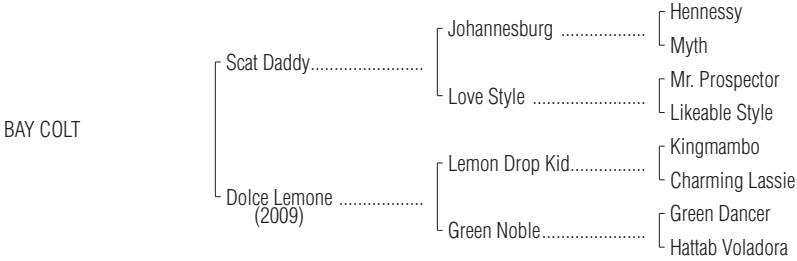 Hennessy
Johannesburg ...................
Myth
Scat Daddy.........................
Mr. Prospector
Love Style .........................
Likeable Style
BAY COLT
Kingmambo
Lemon Drop Kid.................
Charming Lassie
Dolce Lemone ...................
(2009)
Green Dancer
Green Noble.......................
Hattab Voladora